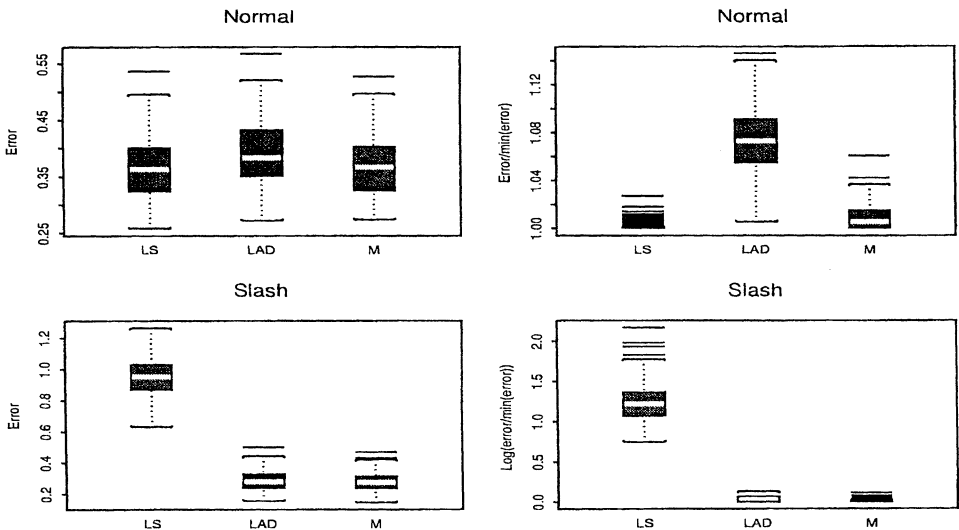 Normal
Error
0.55
0.45
0.35
0.25
LS
LAD
M
Normal
Error/min(error)
1.12
1.08
1.04
1.00
LS
LAD
M
Slash
Error
1.2
1.0
0.8
0.6
0.4
0.2
LS
LAD
M
Slash
Log(error/min(error))
2.0
1.5
1.0
0.5
0.0
LS
LAD
M